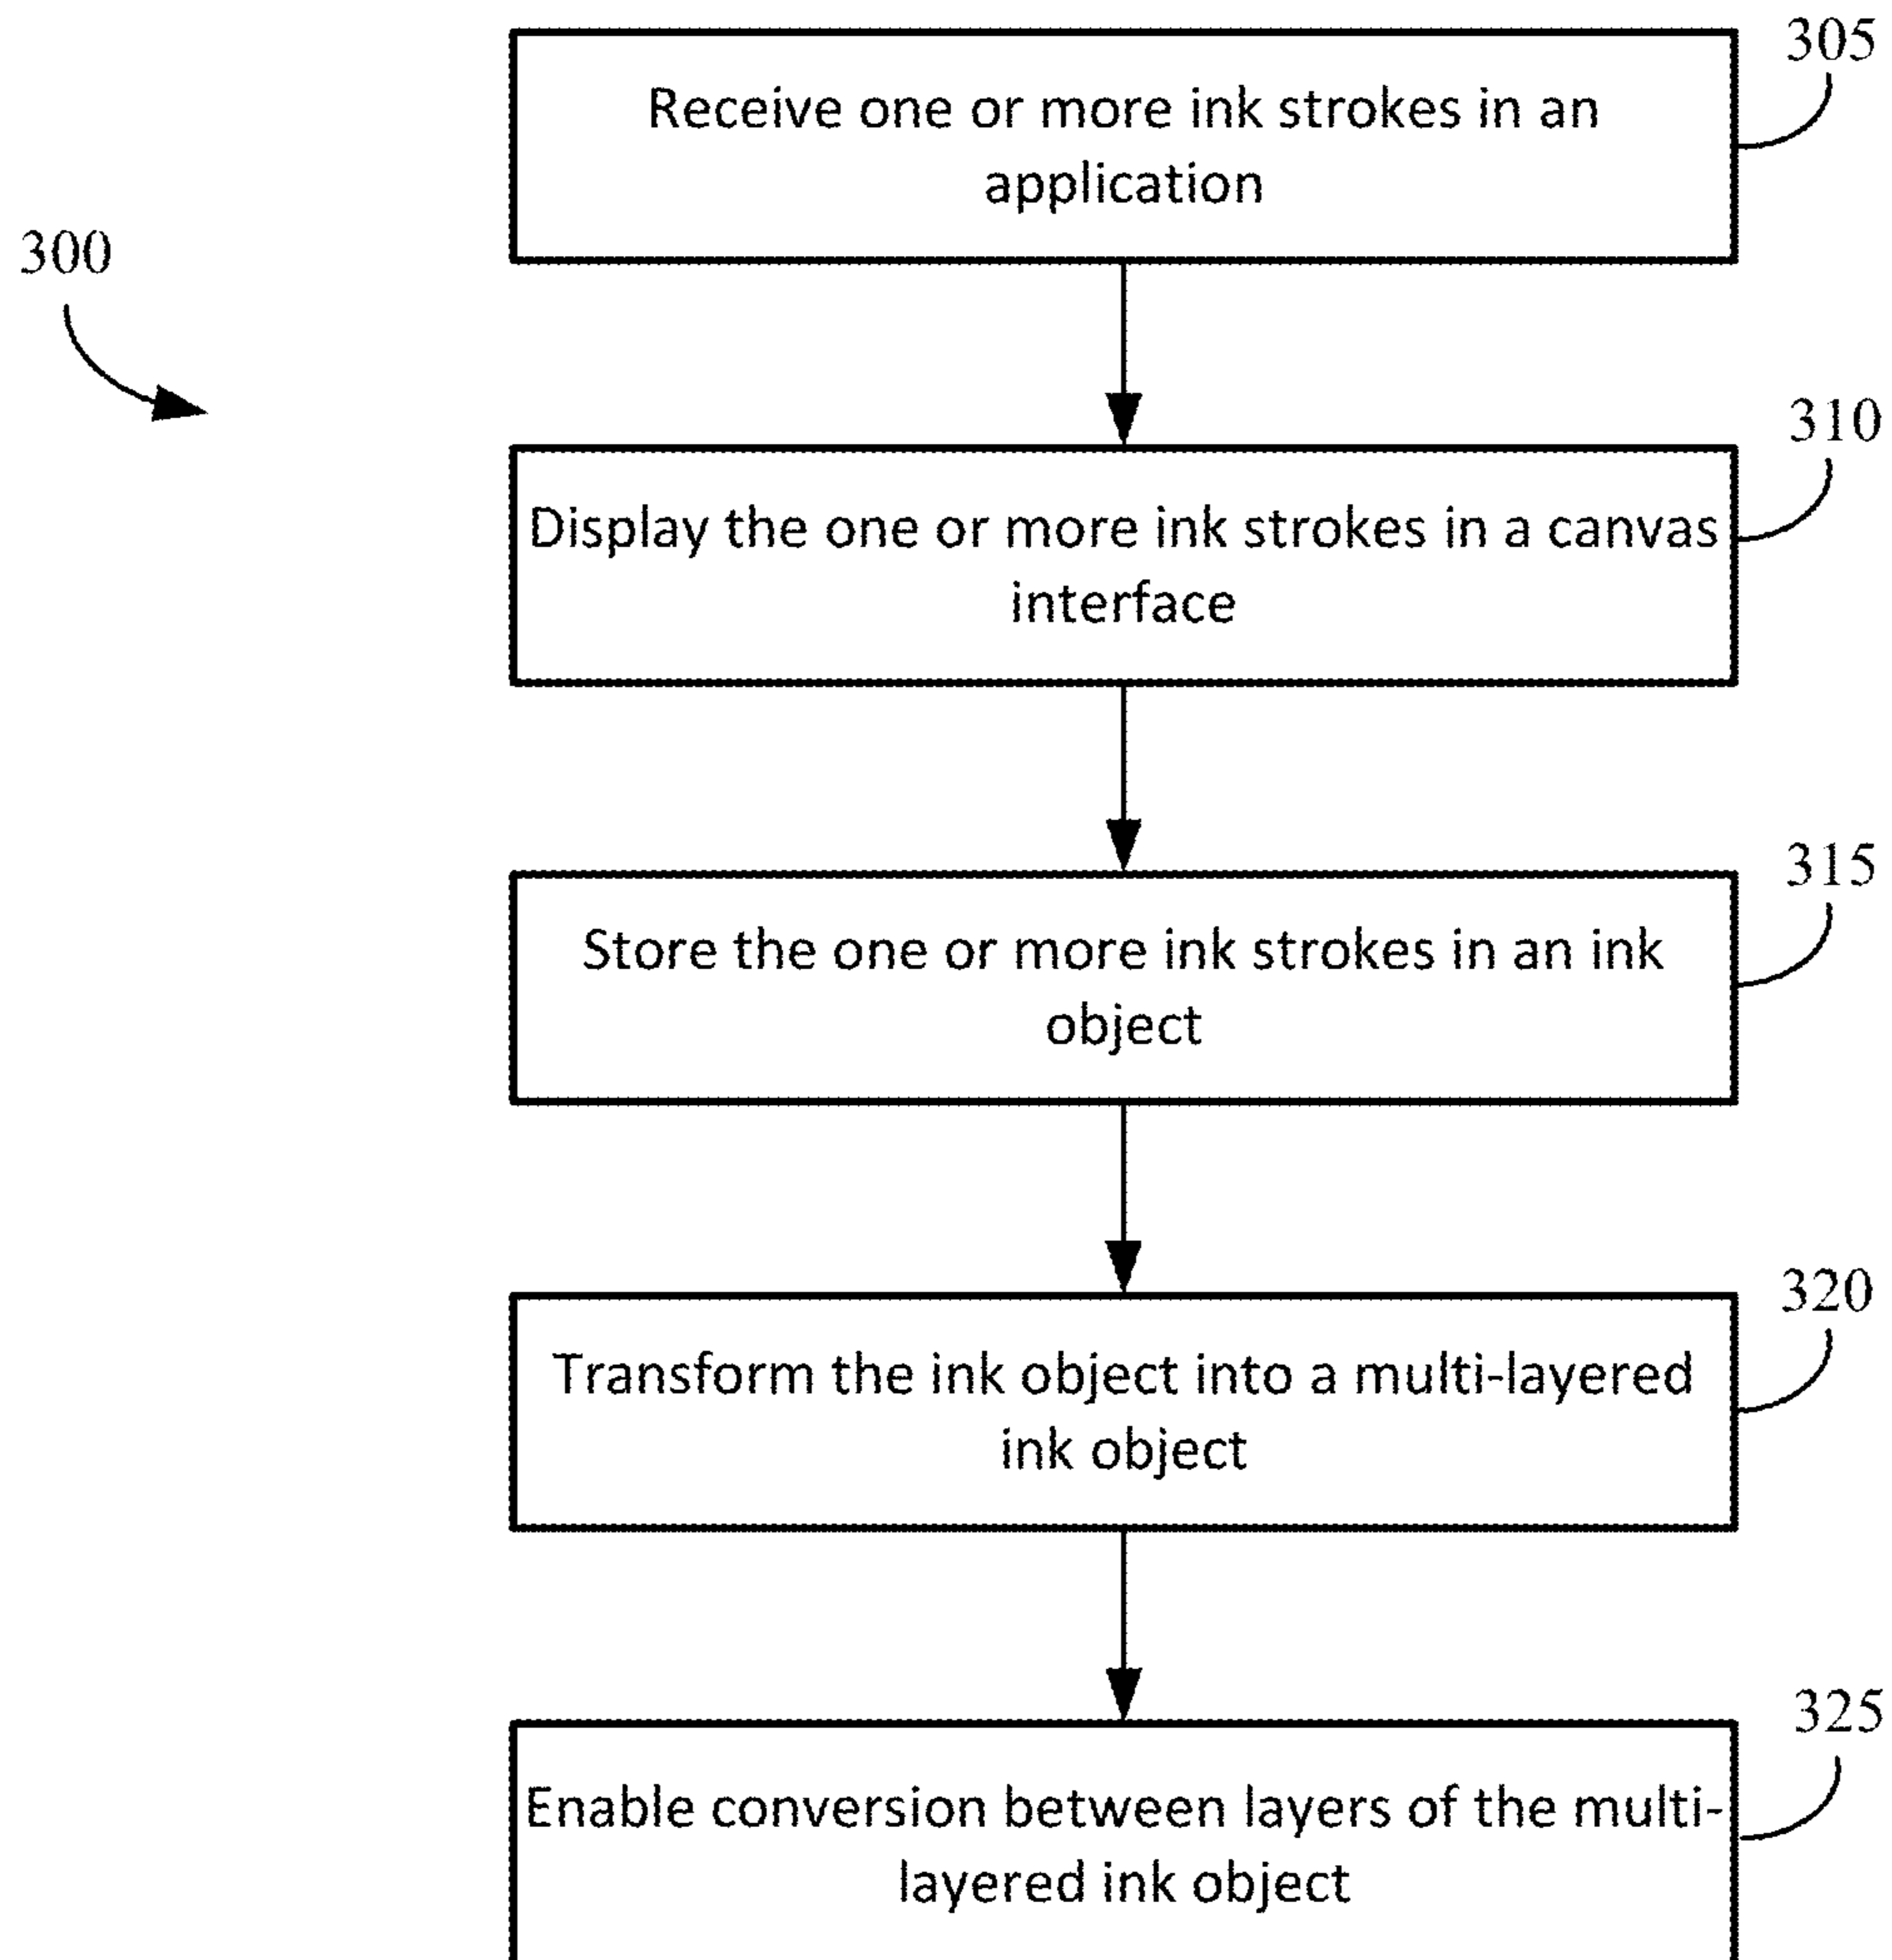 305
Receive one or more ink strokes in an
application
300
310
Display the one or more ink strokes in a canvas
interface
315
Store the one or more ink strokes in an ink
object
320
Transform the ink object into a multi-layered
ink object
325
Enable conversion between layers of the multi-
layered ink object